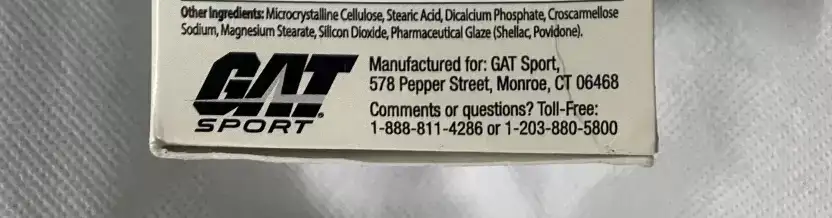 Other Ingredients: Microcrystalline Cellulose, Stearic Acid, Dicalcium Phosphate, Croscarmellose
Sodium, Magnesium Stearate, Silicon Dioxide, Pharmaceutical Glaze (Shellac, Povidone).
GAT
SPORT®
Manufactured for: GAT Sport,
578 Pepper Street, Monroe, CT 06468
Comments or questions? Toll-Free:
1-888-811-4286 or 1-203-880-5800